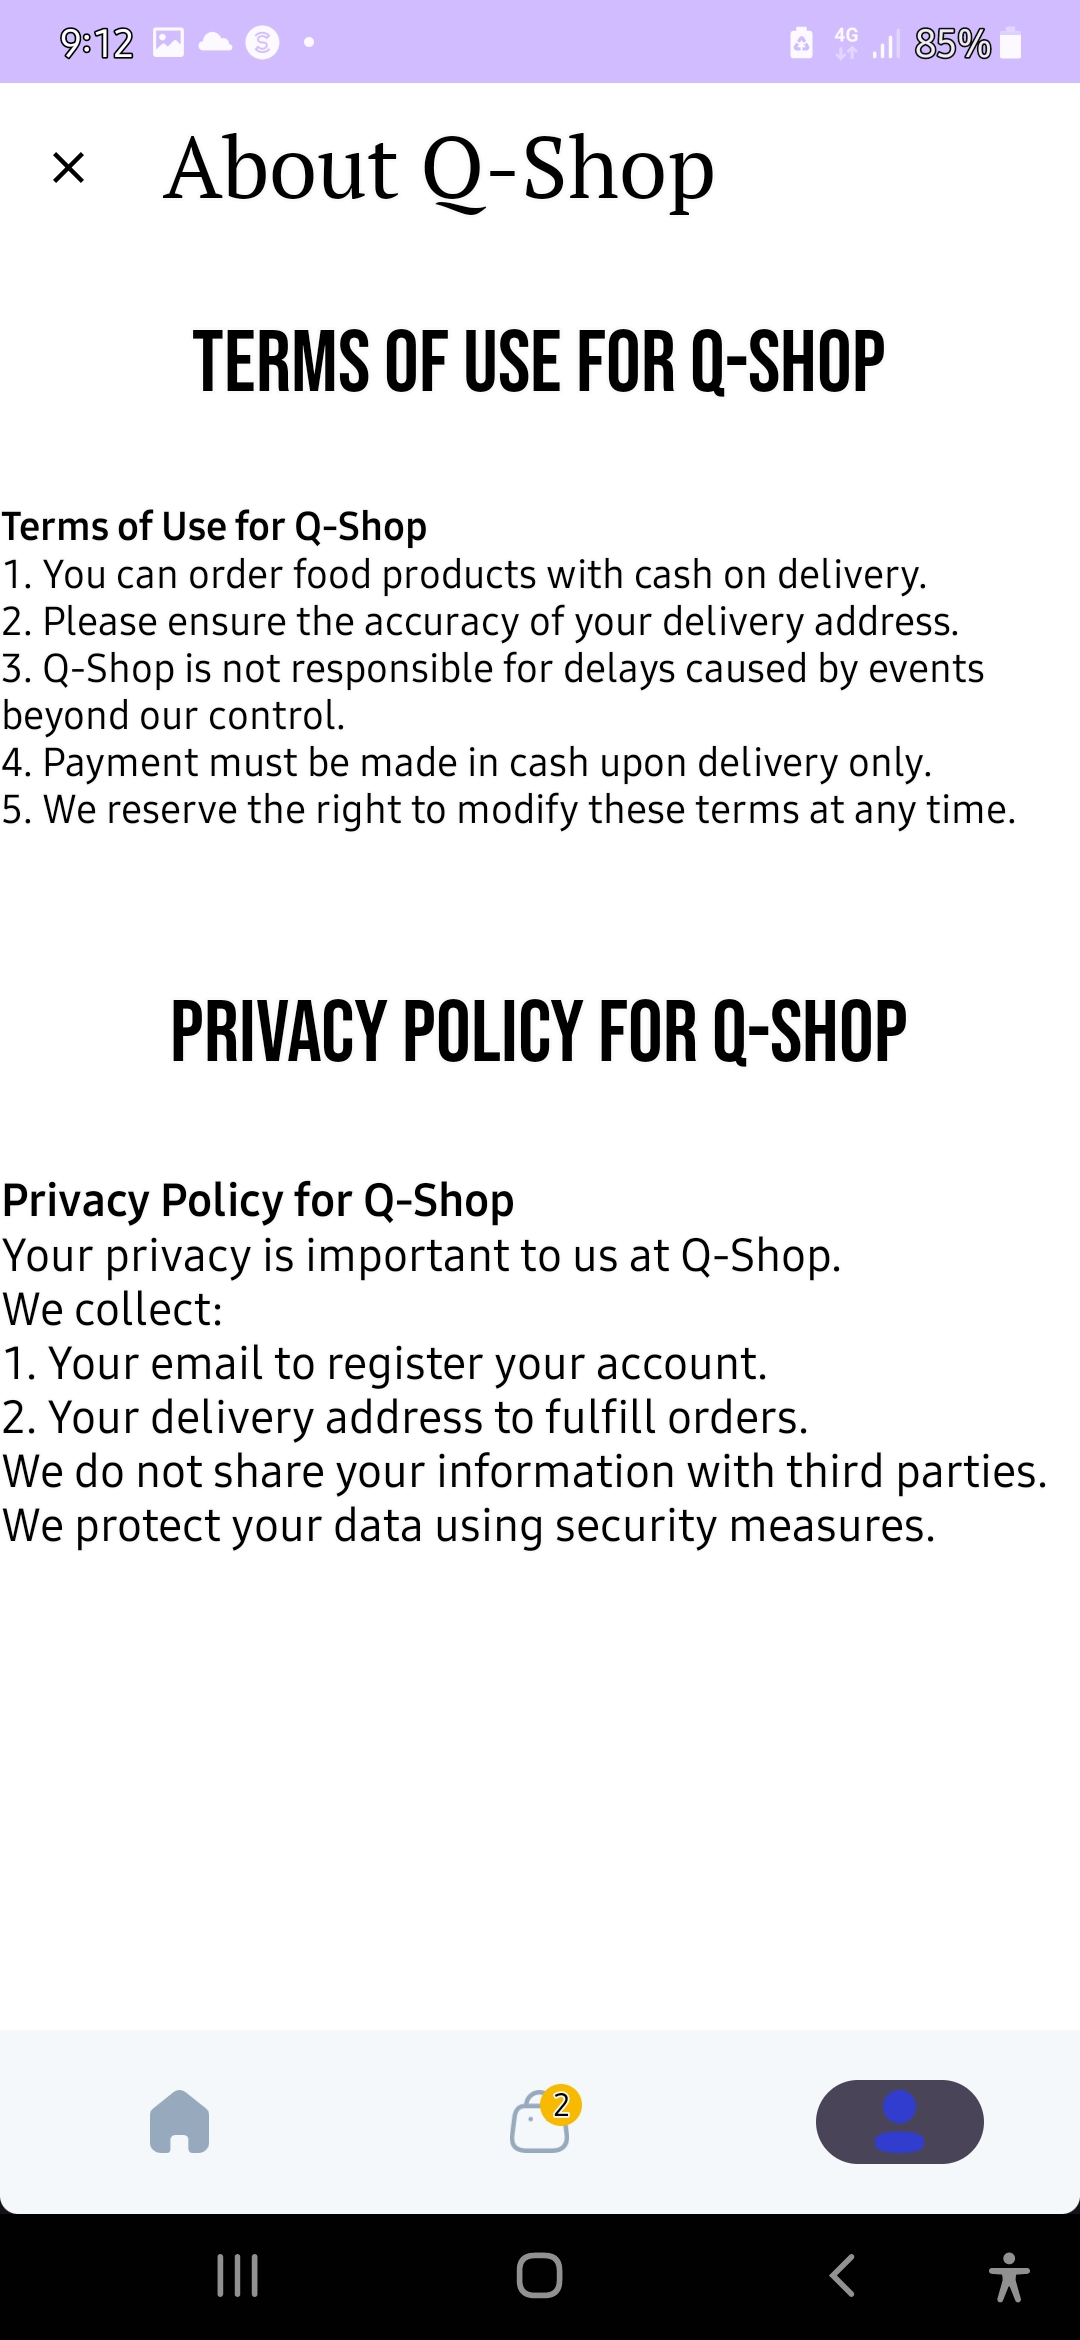 9:12
4G
85%
About Q-Shop
TERMS OF USE FOR Q-SHOP
Terms of Use for Q-Shop
1. You can order food products with cash on delivery.
2. Please ensure the accuracy of your delivery address.
3. Q-Shop is not responsible for delays caused by events
beyond our control.
4. Payment must be made in cash upon delivery only.
5. We reserve the right to modify these terms at any time.
PRIVACY POLICY FOR Q-SHOP
Privacy Policy for Q-Shop
Your privacy is important to us at Q-Shop.
We collect:
1. Your email to register your account.
2. Your delivery address to fulfill orders.
We do not share your information with third parties.
We protect your data using security measures.
2